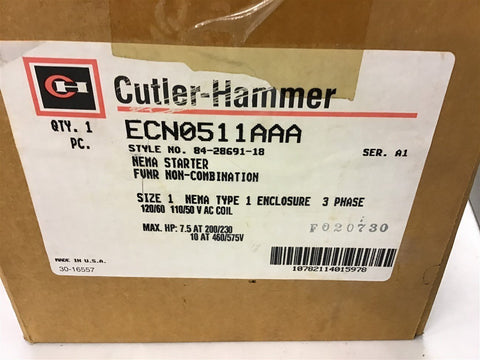 CH
Cutler-Hammer
QTY. 1 ECN0511AAA
PC. STYLE NO. 84-28691-18 SER. A1
NEMA STARTER
FVNR NON-COMBINATION
SIZE 1 NEMA TYPE 1 ENCLOSURE 3 PHASE
120/60 110/50 V AC COIL
MAX. HP: 7.5 AT 200/230 F020730
10 AT 460/575V
MADE IN U.S.A.
30-16557
10782114015978